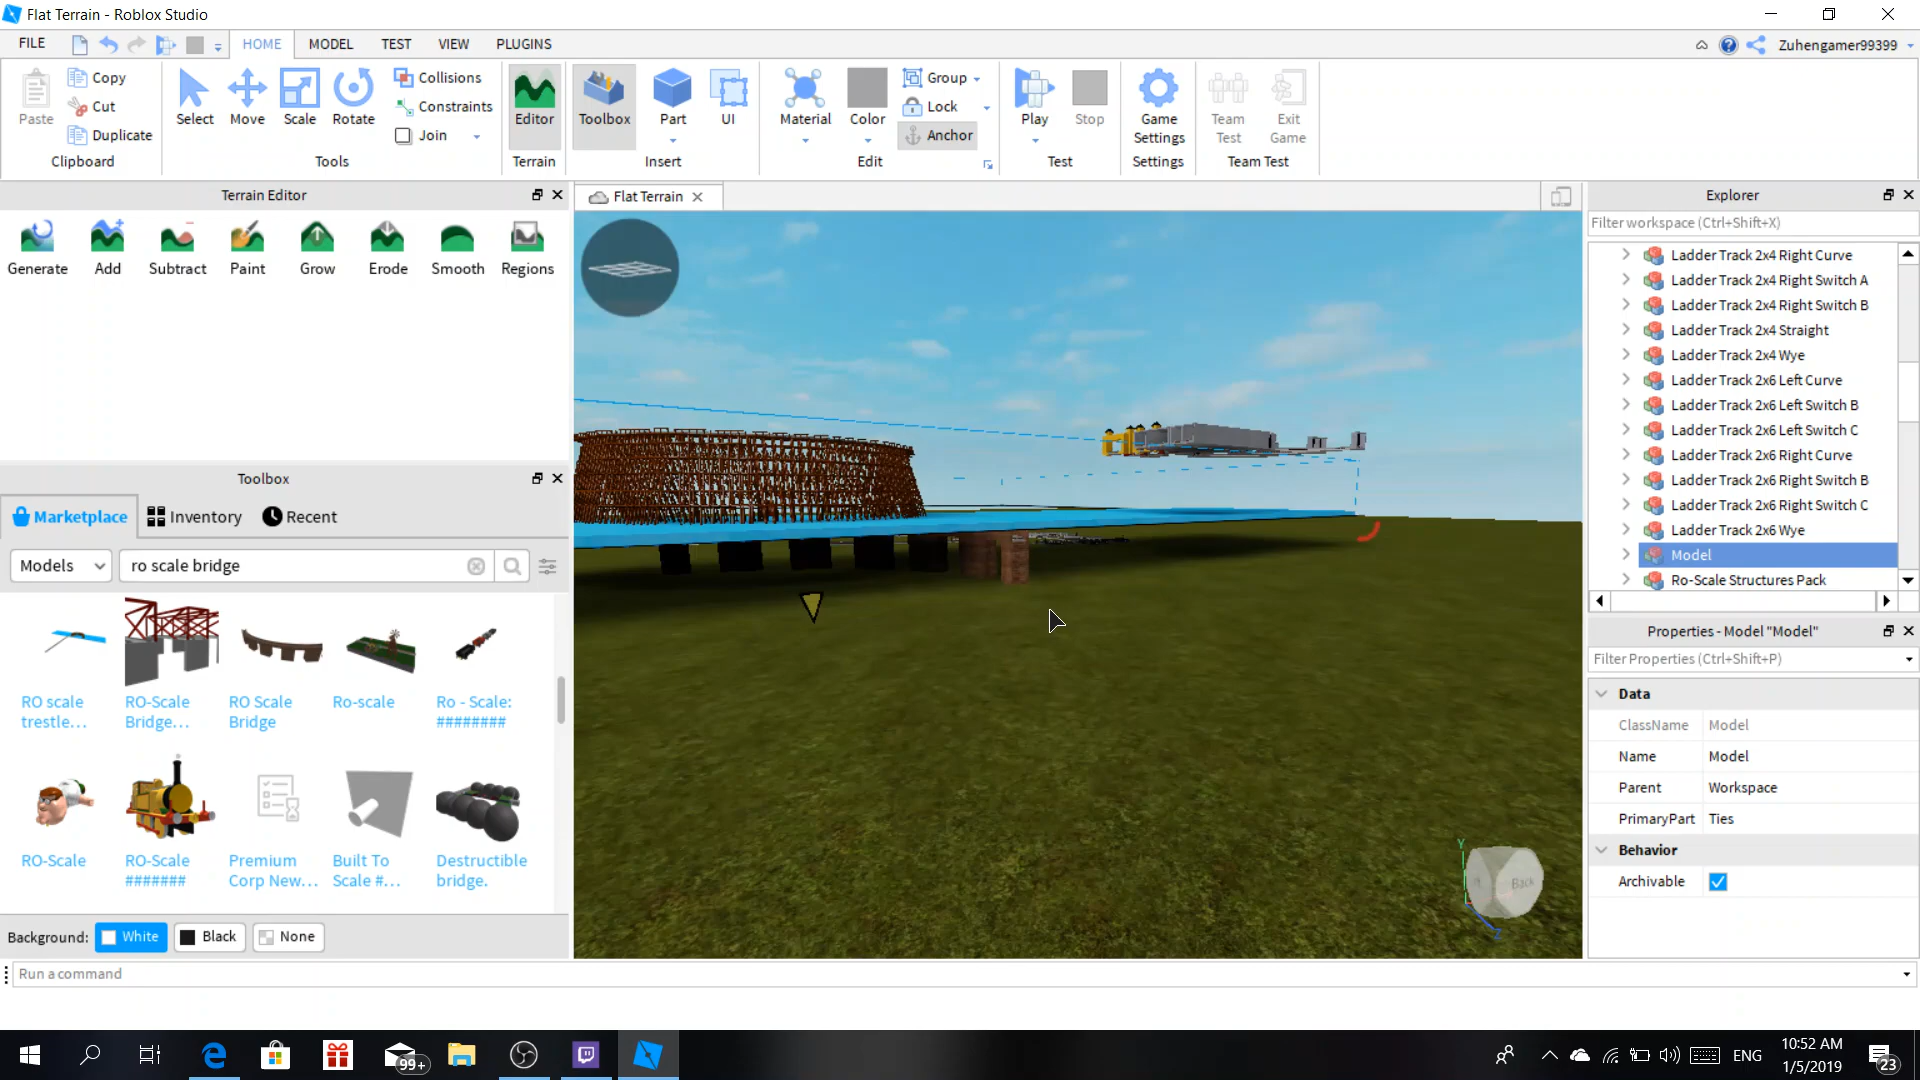 Flat Terrain - Roblox Studio
FILE
HOME
MODEL
TEST
VIEW
PLUGINS
Zuhengamer99399
Paste
Copy
Cut
Duplicate
Clipboard
Select
Move
Scale
Rotate
Collisions
Constraints
Join
Tools
Editor
Terrain
Toolbox
Part
UI
Insert
Material
Color
Group
Lock
Anchor
Edit
Play
Stop
Test
Game Settings
Settings
Team Test
Exit Game
Team Test
Terrain Editor
Generate
Add
Subtract
Paint
Grow
Erode
Smooth
Regions
Toolbox
Marketplace
Inventory
Recent
Models
ro scale bridge
RO scale trestle...
RO-Scale Bridge...
RO Scale Bridge
Ro-scale
Ro - Scale: ########
RO-Scale
RO-Scale #######
Premium Corp New...
Built To Scale #...
Destructible bridge.
Background:
White
Black
None
Run a command
Flat Terrain
Back
Explorer
Filter workspace (Ctrl+Shift+X)
Ladder Track 2x4 Right Curve
Ladder Track 2x4 Right Switch A
Ladder Track 2x4 Right Switch B
Ladder Track 2x4 Straight
Ladder Track 2x4 Wye
Ladder Track 2x6 Left Curve
Ladder Track 2x6 Left Switch B
Ladder Track 2x6 Left Switch C
Ladder Track 2x6 Right Curve
Ladder Track 2x6 Right Switch B
Ladder Track 2x6 Right Switch C
Ladder Track 2x6 Wye
Model
Ro-Scale Structures Pack
Properties - Model "Model"
Filter Properties (Ctrl+Shift+P)
Data
ClassName Model
Name Model
Parent Workspace
PrimaryPart Ties
Behavior
Archivable
Y
Z
99+
ENG
10:52 AM
1/5/2019
23